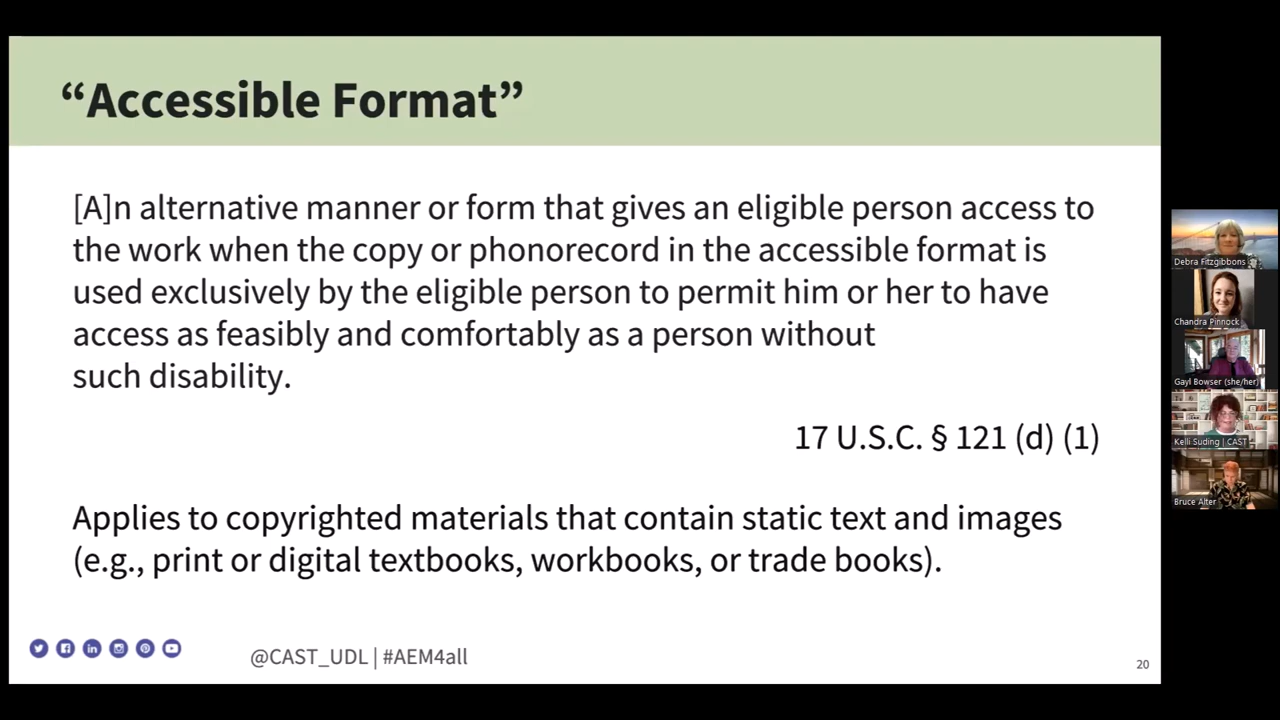 “Accessible Format”
[A]n alternative manner or form that gives an eligible person access to
the work when the copy or phonorecord in the accessible format is
used exclusively by the eligible person to permit him or her to have
access as feasibly and comfortably as a person without
such disability.
17 U.S.C. § 121 (d) (1)
Applies to copyrighted materials that contain static text and images
(e.g., print or digital textbooks, workbooks, or trade books).
@CAST_UDL | #AEM4all
20
Debra Fitzgibbons
Chandra Pinnock
Gayl Bowser (she/her)
Kelli Suding | CAST
Bruce Alter